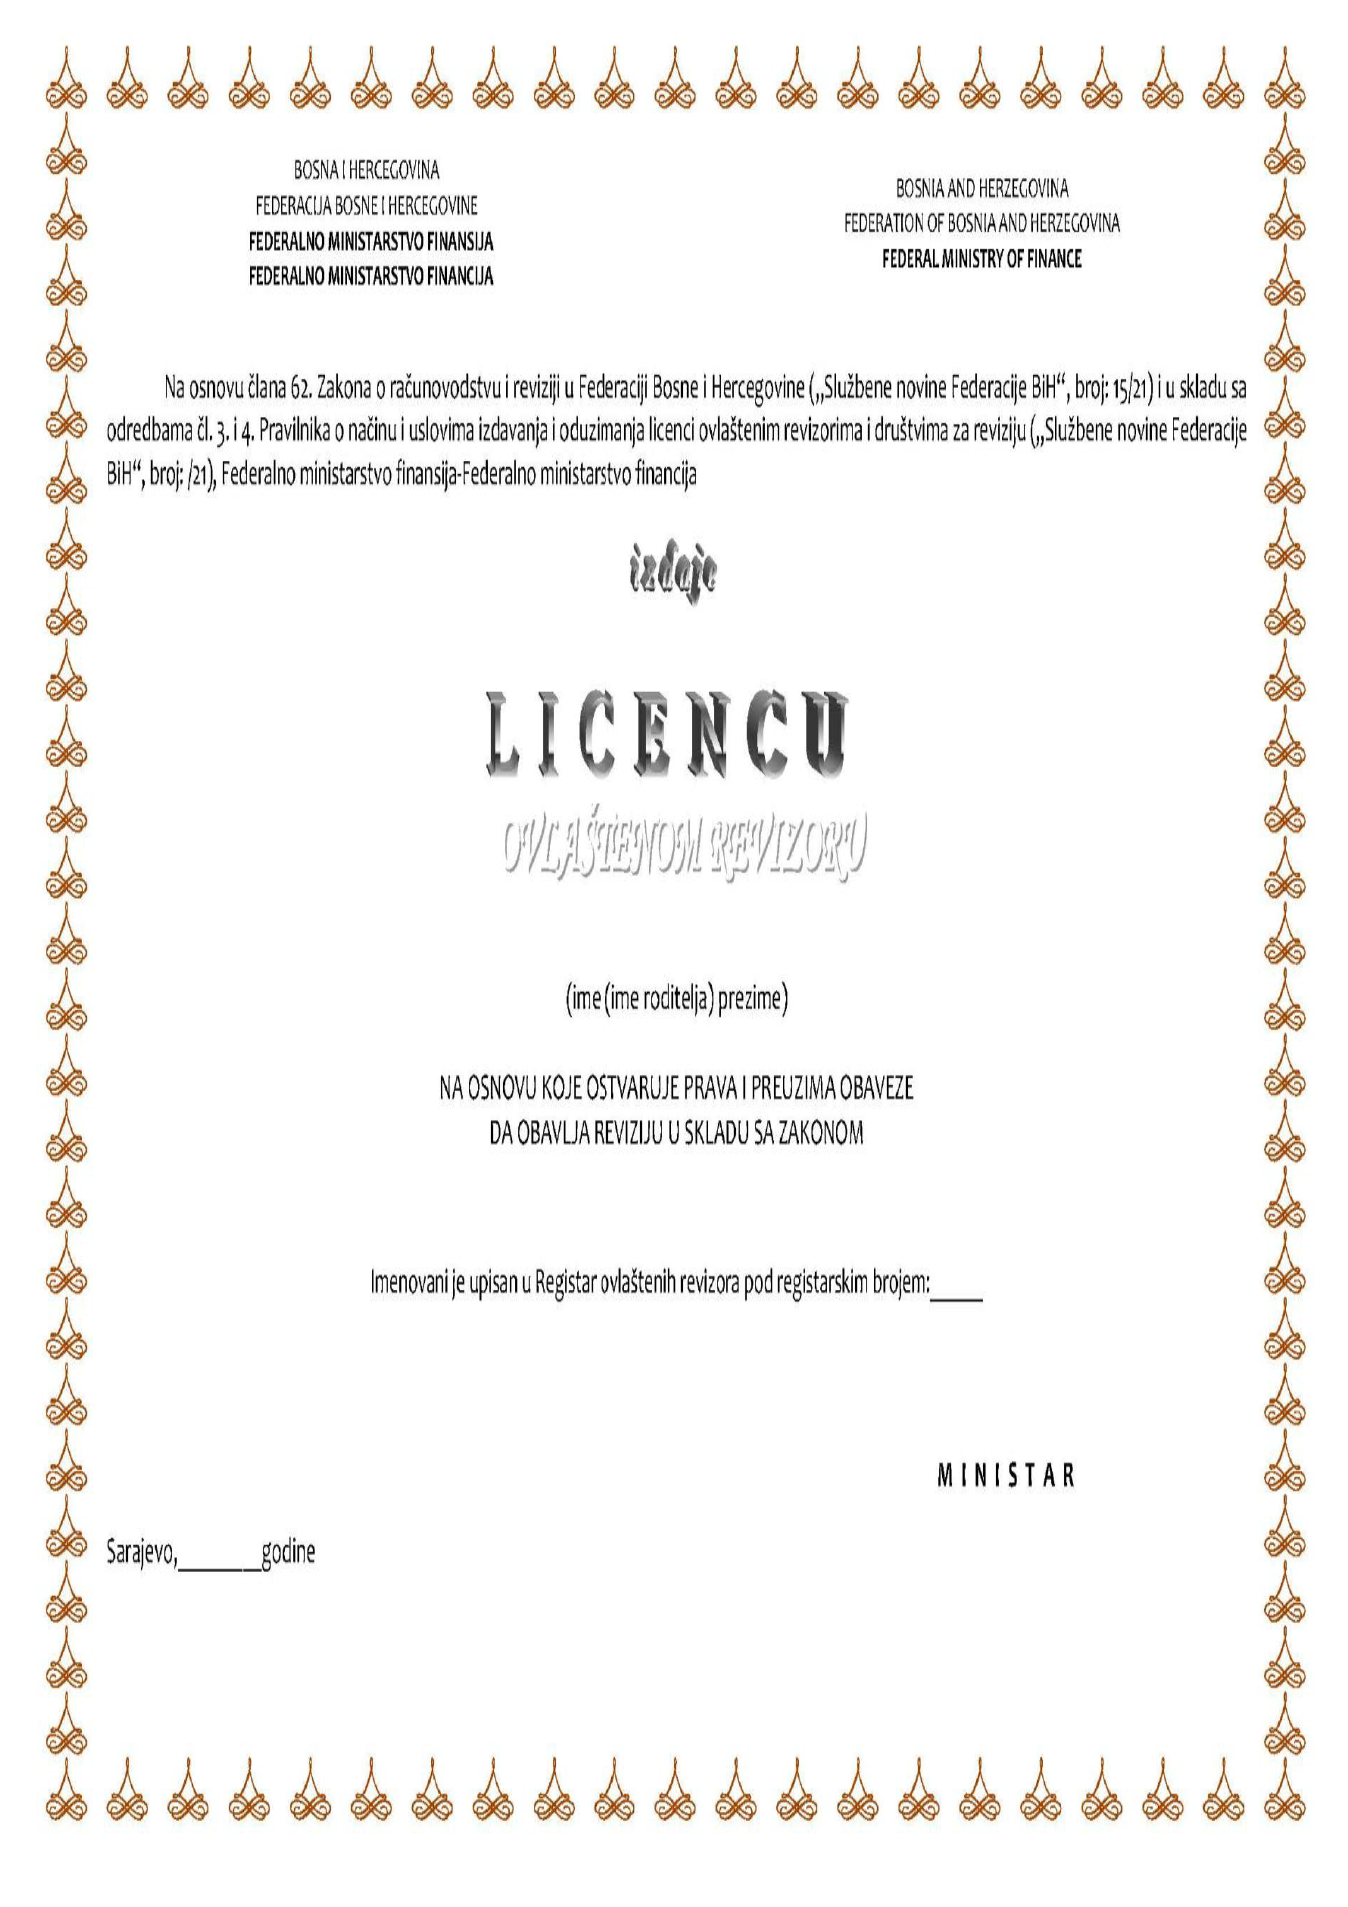 BOSNA I HERCEGOVINA
FEDERACIJA BOSNE I HERCEGOVINE
FEDERALNO MINISTARSTVO FINANSIJA
FEDERALNO MINISTARSTVO FINANCIJA
BOSNIA AND HERZEGOVINA
FEDERATION OF BOSNIA AND HERZEGOVINA
FEDERAL MINISTRY OF FINANCE
Na osnovu člana 62. Zakona o računovodstvu i reviziji u Federaciji Bosne i Hercegovine („Službene novine Federacije BiH“, broj: 15/21) i u skladu sa
odredbama čl. 3. i 4. Pravilnika o načinu i uslovima izdavanja i oduzimanja licenci ovlaštenim revizorima i društvima za reviziju („Službene novine Federacije
BiH“, broj: /21), Federalno ministarstvo finansija-Federalno ministarstvo financija
izdaje
LICENCU
OVLAŠTENOM REVIZORU
(ime (ime roditelja) prezime)
NA OSNOVU KOJE OSTVARUJE PRAVA I PREUZIMA OBAVEZE
DA OBAVLJA REVIZIJU U SKLADU SA ZAKONOM
Imenovani je upisan u Registar ovlaštenih revizora pod registarskim brojem:_____
M I N I S T A R
Sarajevo,________godine